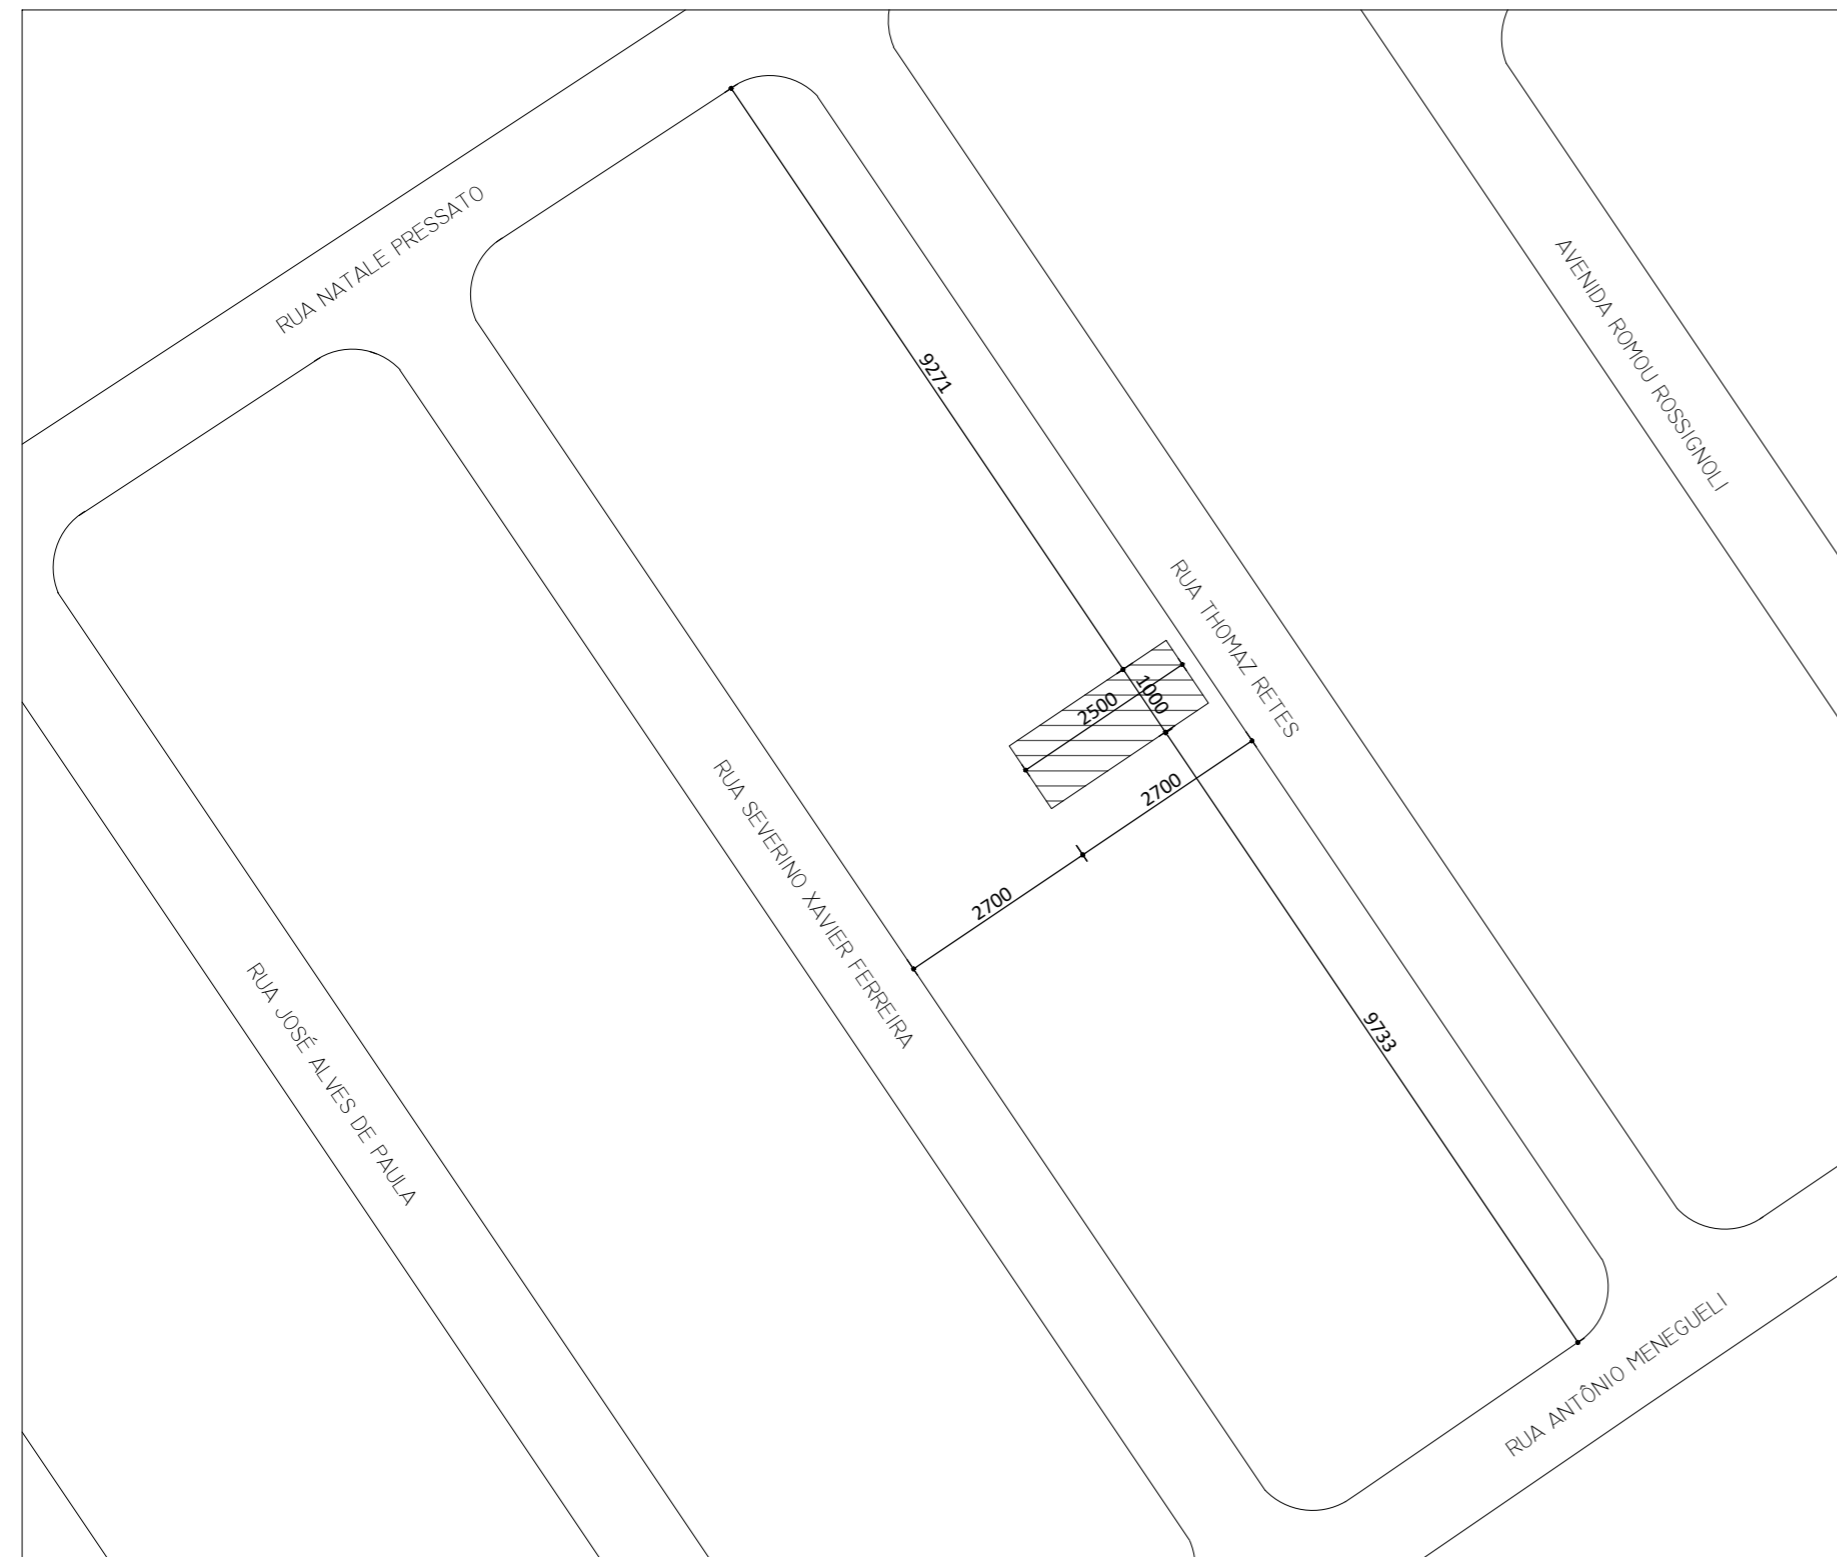 RUA NATALE PRESSATO
AVENIDA ROMOU ROSSIGNOLI
9271
RUA THOMAZ RETES
1000
2500
2700
2700
RUA SEVERINO XAVIER FERREIRA
RUA JOSÉ ALVES DE PAULA
9733
RUA ANTÔNIO MENEGUELI